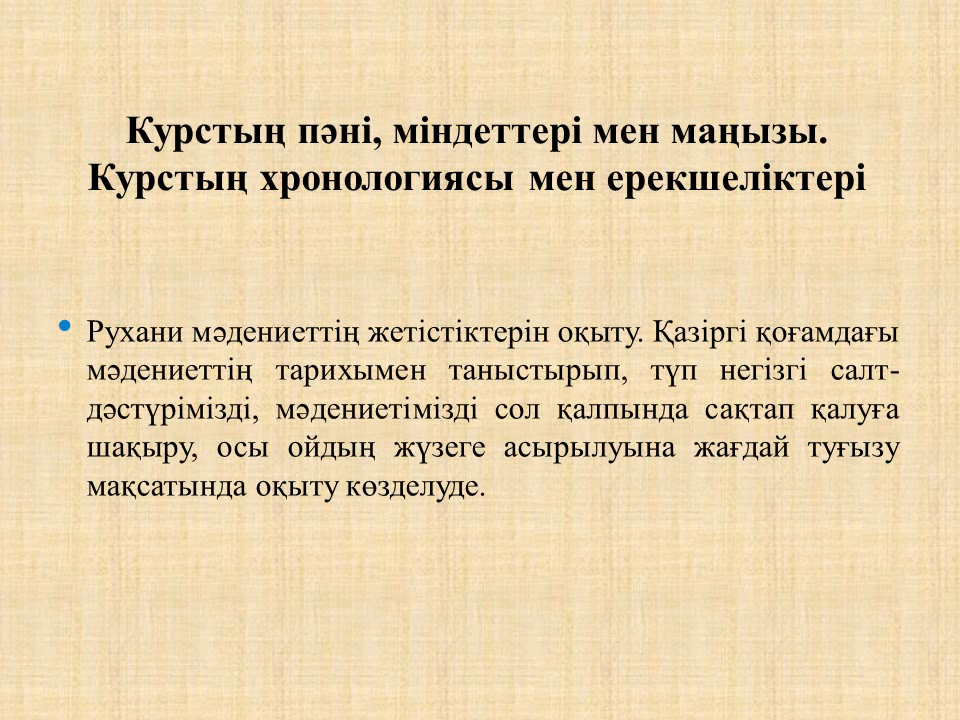 Курстың пәні, міндеттері мен маңызы.
Курстың хронологиясы мен ерекшеліктері
• Рухани мәдениеттің жетістіктерін оқыту. Қазіргі қоғамдағы
мәдениеттің тарихымен таныстырып, түп негізгі салт-
дәстүрімізді, мәдениетімізді сол қалпында сақтап қалуға
шақыру, осы ойдың жүзеге асырылуына жағдай туғызу
мақсатында оқыту көзделуде.